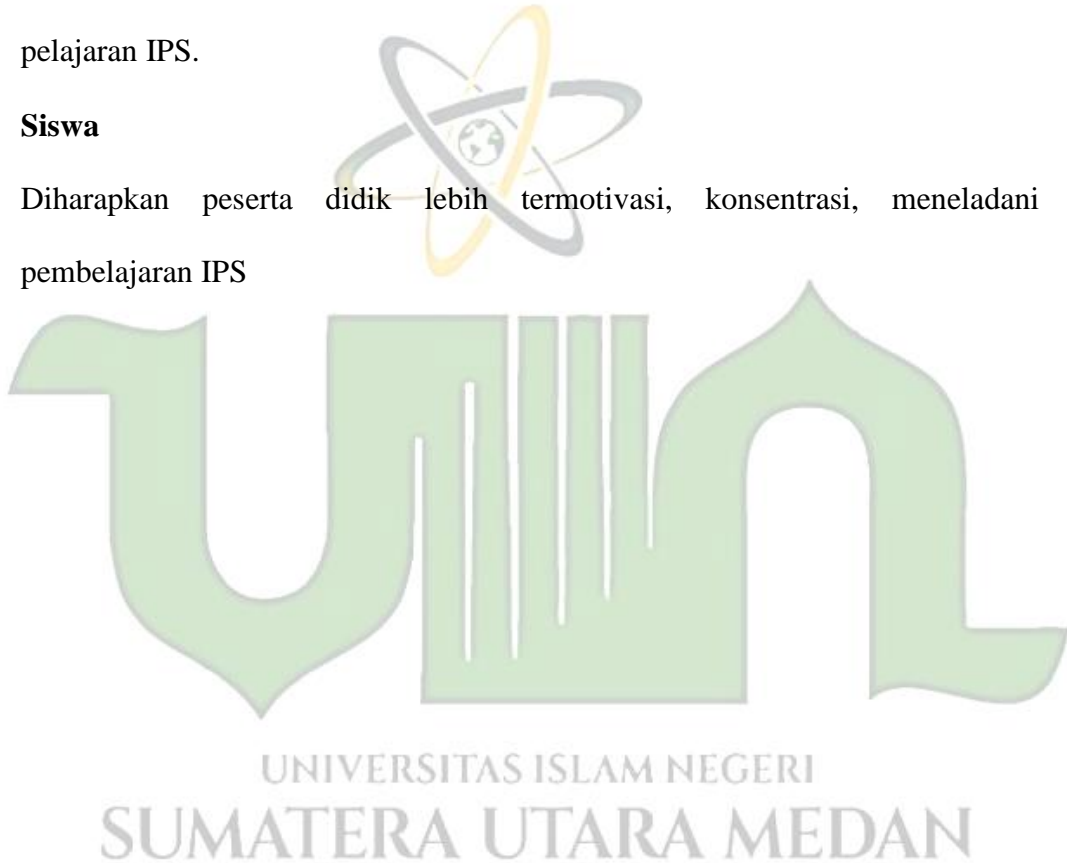 pelajaran IPS.
Siswa
Diharapkan peserta didik lebih termotivasi, konsentrasi, meneladani
pembelajaran IPS
UNIVERSITAS ISLAM NEGERI
SUMATERA UTARA MEDAN